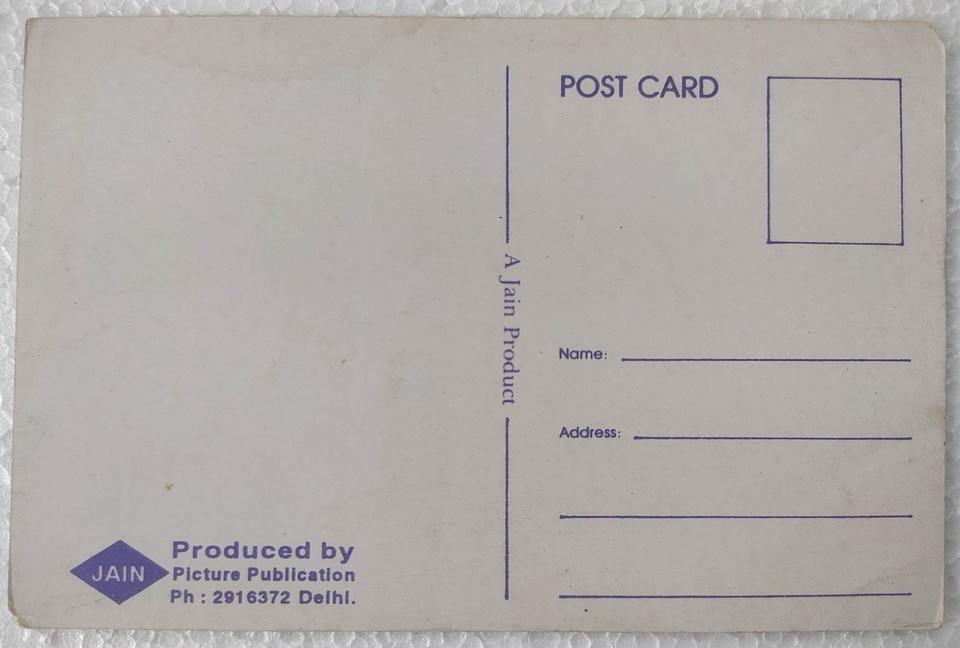 POST CARD
A Jain Product
Name:
Address:
JAIN
Produced by
Picture Publication
Ph : 2916372 Delhi.